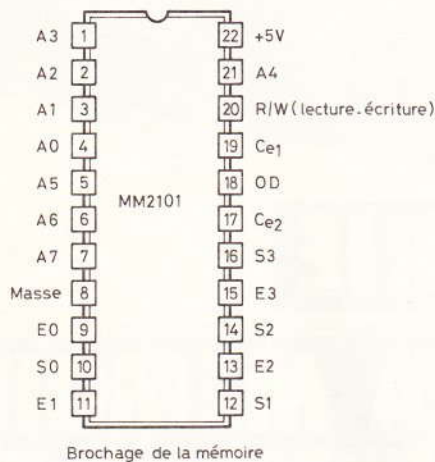 A3 1 22 +5V
A2 2 21 A4
A1 3 20 R/W (lecture.écriture)
A0 4 19 Ce1
A5 5 18 OD
MM2101
A6 6 17 Ce2
A7 7 16 S3
Masse 8 15 E3
E0 9 14 S2
S0 10 13 E2
E1 11 12 S1
Brochage de la mémoire